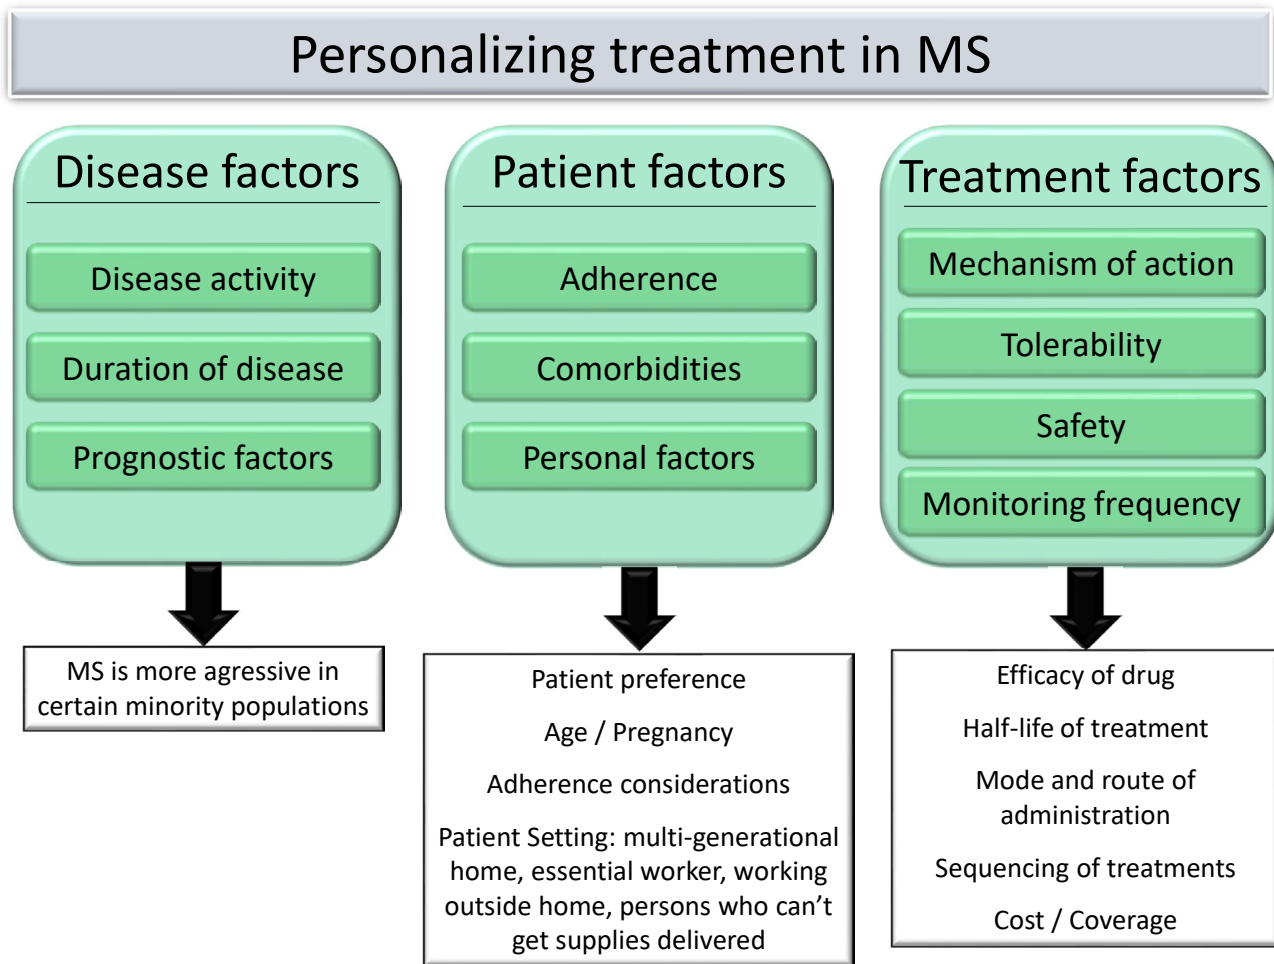 Personalizing treatment in MS
Disease factors
Disease activity
Duration of disease
Prognostic factors
MS is more agressive in
certain minority populations
Patient factors
Adherence
Comorbidities
Personal factors
Patient preference
Age / Pregnancy
Adherence considerations
Patient Setting: multi-generational
home, essential worker, working
outside home, persons who can’t
get supplies delivered
Treatment factors
Mechanism of action
Tolerability
Safety
Monitoring frequency
Efficacy of drug
Half-life of treatment
Mode and route of
administration
Sequencing of treatments
Cost / Coverage